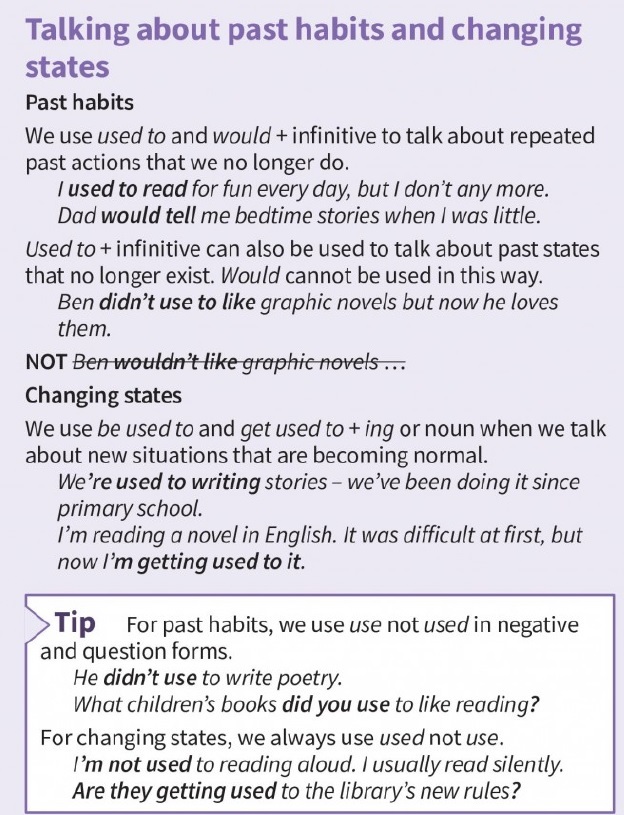 Talking about past habits and changing
states
Past habits
We use used to and would + infinitive to talk about repeated
past actions that we no longer do.
I used to read for fun every day, but I don't any more.
Dad would tell me bedtime stories when I was little.
Used to + infinitive can also be used to talk about past states
that no longer exist. Would cannot be used in this way.
Ben didn't use to like graphic novels but now he loves
them.
NOT Ben wouldn't like graphic novels …
Changing states
We use be used to and get used to + ing or noun when we talk
about new situations that are becoming normal.
We're used to writing stories – we've been doing it since
primary school.
I'm reading a novel in English. It was difficult at first, but
now I'm getting used to it.
Tip For past habits, we use use not used in negative
and question forms.
He didn't use to write poetry.
What children's books did you use to like reading?
For changing states, we always use used not use.
I'm not used to reading aloud. I usually read silently.
Are they getting used to the library's new rules?